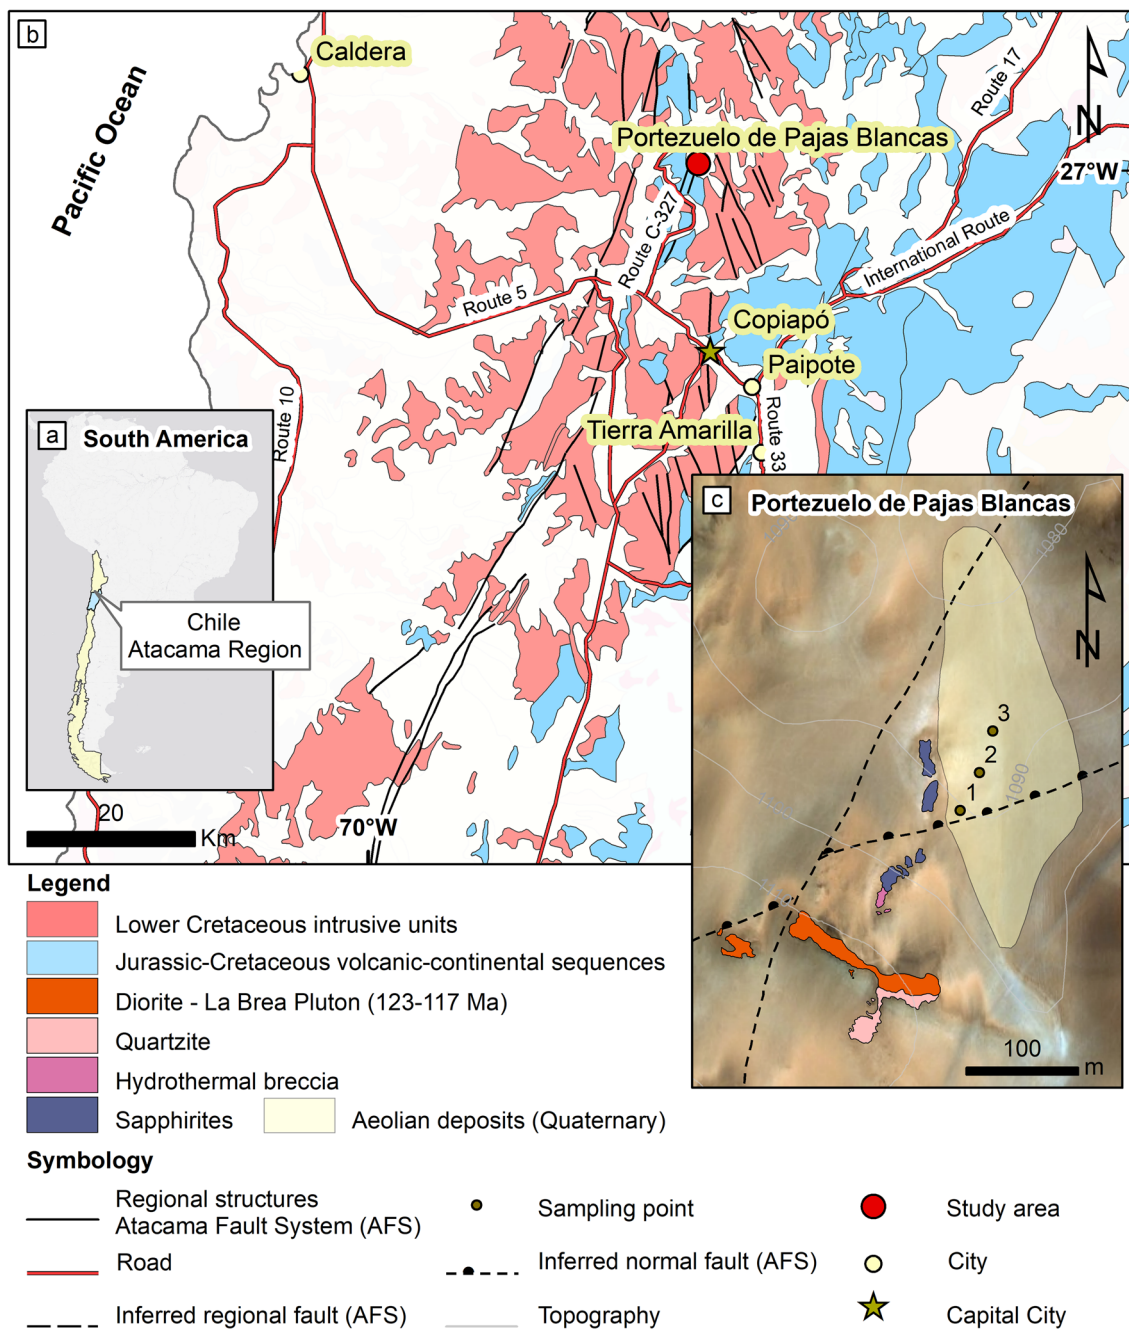 b
Caldera
Pacific Ocean
Route 17
N
Portezuelo de Pajas Blancas
27°W
Route C-327
International Route
Route 5
Copiapó
Paipote
Route 10
Tierra Amarilla
Route 33
a
South America
Chile
Atacama Region
20
Km
70°W
c
Portezuelo de Pajas Blancas
1080
N
3
2
1090
1
100
m
Legend
Lower Cretaceous intrusive units
Jurassic-Cretaceous volcanic-continental sequences
Diorite - La Brea Pluton (123-117 Ma)
Quartzite
Hydrothermal breccia
Sapphirites
Aeolian deposits (Quaternary)
Symbology
Regional structures
Atacama Fault System (AFS)
Sampling point
Study area
Road
Inferred normal fault (AFS)
City
Inferred regional fault (AFS)
Topography
Capital City